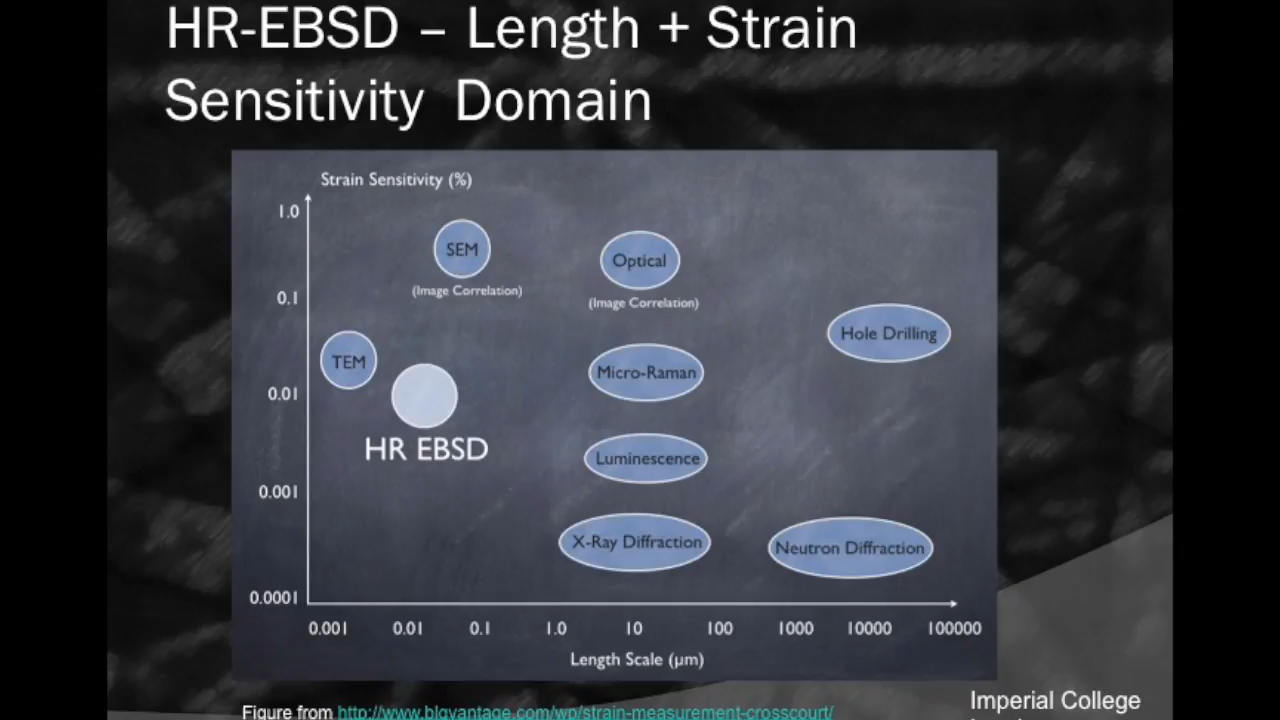 HR-EBSD – Length + Strain
Sensitivity Domain
Strain Sensitivity (%)
1.0
SEM
Optical
(Image Correlation)
(Image Correlation)
0.1
Hole Drilling
TEM
Micro-Raman
0.01
HR EBSD
Luminescence
0.001
X-Ray Diffraction
Neutron Diffraction
0.0001
0.001 0.01 0.1 1.0 10 100 1000 10000 100000
Length Scale (µm)
Imperial College
Figure from http://www.blgvantage.com/wp/strain-measurement-crosscourt/